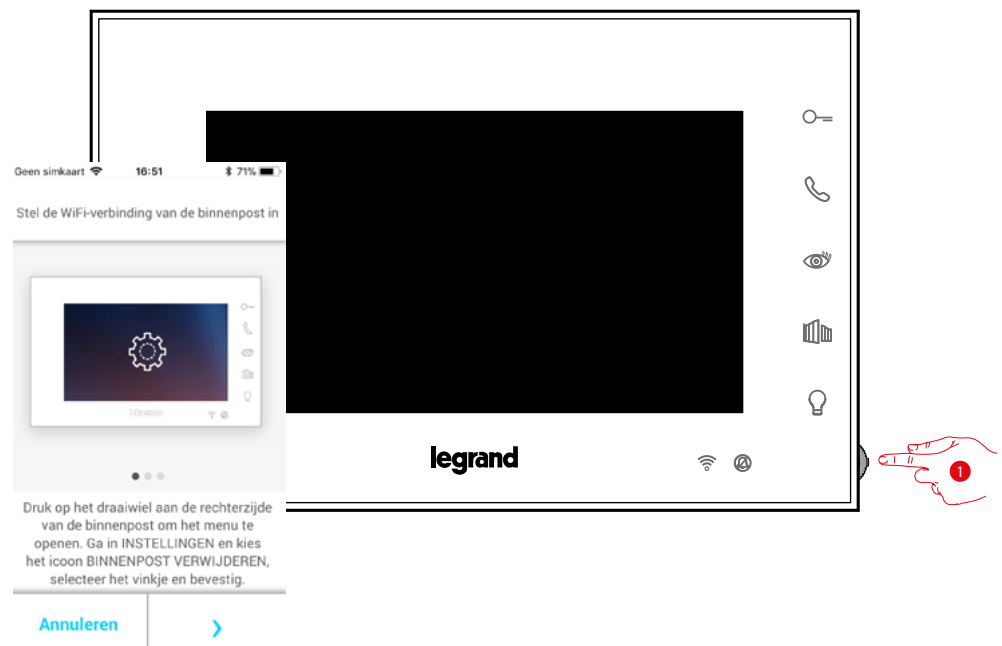 Geen simkaart 16:51 71%
Stel de WiFi-verbinding van de binnenpost in
Druk op het draaiwiel aan de rechterzijde
van de binnenpost om het menu te
openen. Ga in INSTELLINGEN en kies
het icoon BINNENPOST VERWIJDEREN,
selecteer het vinkje en bevestig.
Annuleren
legrand
1